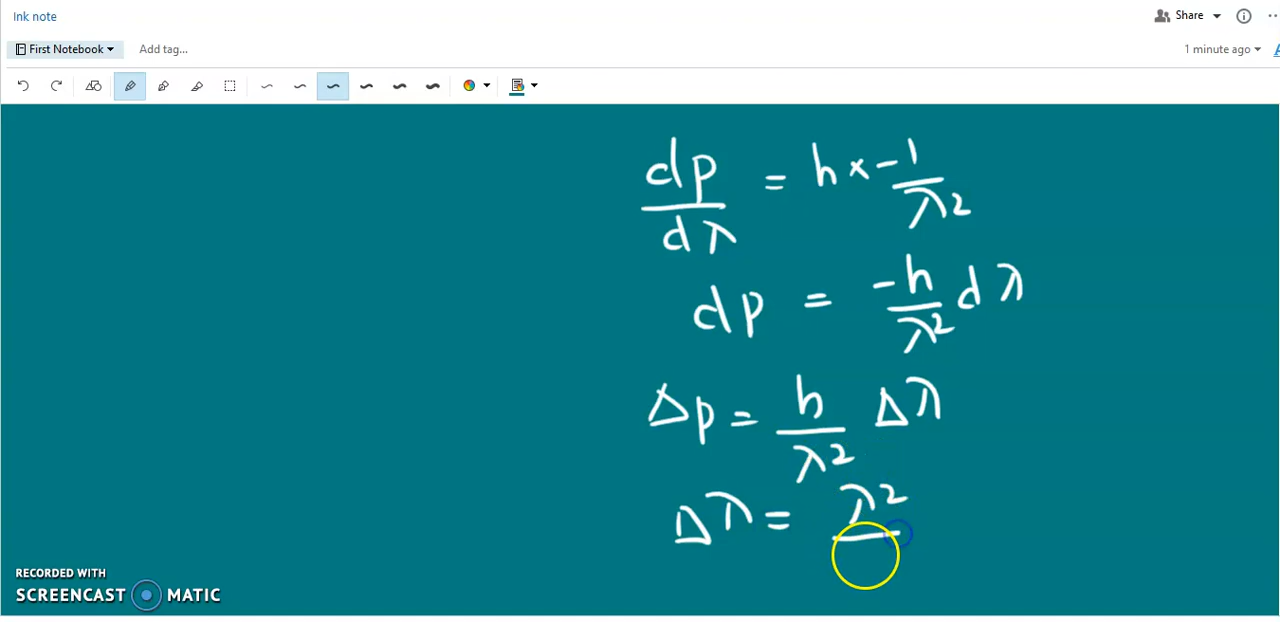 Ink note
Share
First Notebook
Add tag...
1 minute ago
dp/dλ = h × -1/λ²
dp = -h/λ² dλ
Δp = h/λ² Δλ
Δλ = λ²/
RECORDED WITH
SCREENCAST MATIC